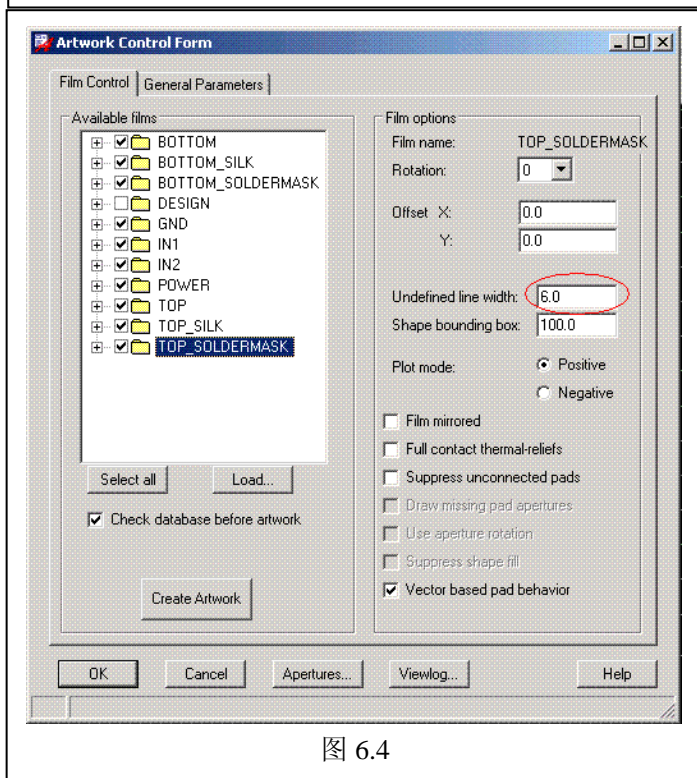 Artwork Control Form
Film Control
General Parameters
Available films
BOTTOM
BOTTOM_SILK
BOTTOM_SOLDERMASK
DESIGN
GND
IN1
IN2
POWER
TOP
TOP_SILK
TOP_SOLDERMASK
Select all
Load...
Check database before artwork
Create Artwork
Film options
Film name: TOP_SOLDERMASK
Rotation: 0
Offset X: 0.0
Y: 0.0
Undefined line width: 6.0
Shape bounding box: 100.0
Plot mode: Positive
Negative
Film mirrored
Full contact thermal-reliefs
Suppress unconnected pads
Draw missing pad apertures
Use aperture rotation
Suppress shape fill
Vector based pad behavior
OK
Cancel
Apertures...
Viewlog...
Help
图 6.4